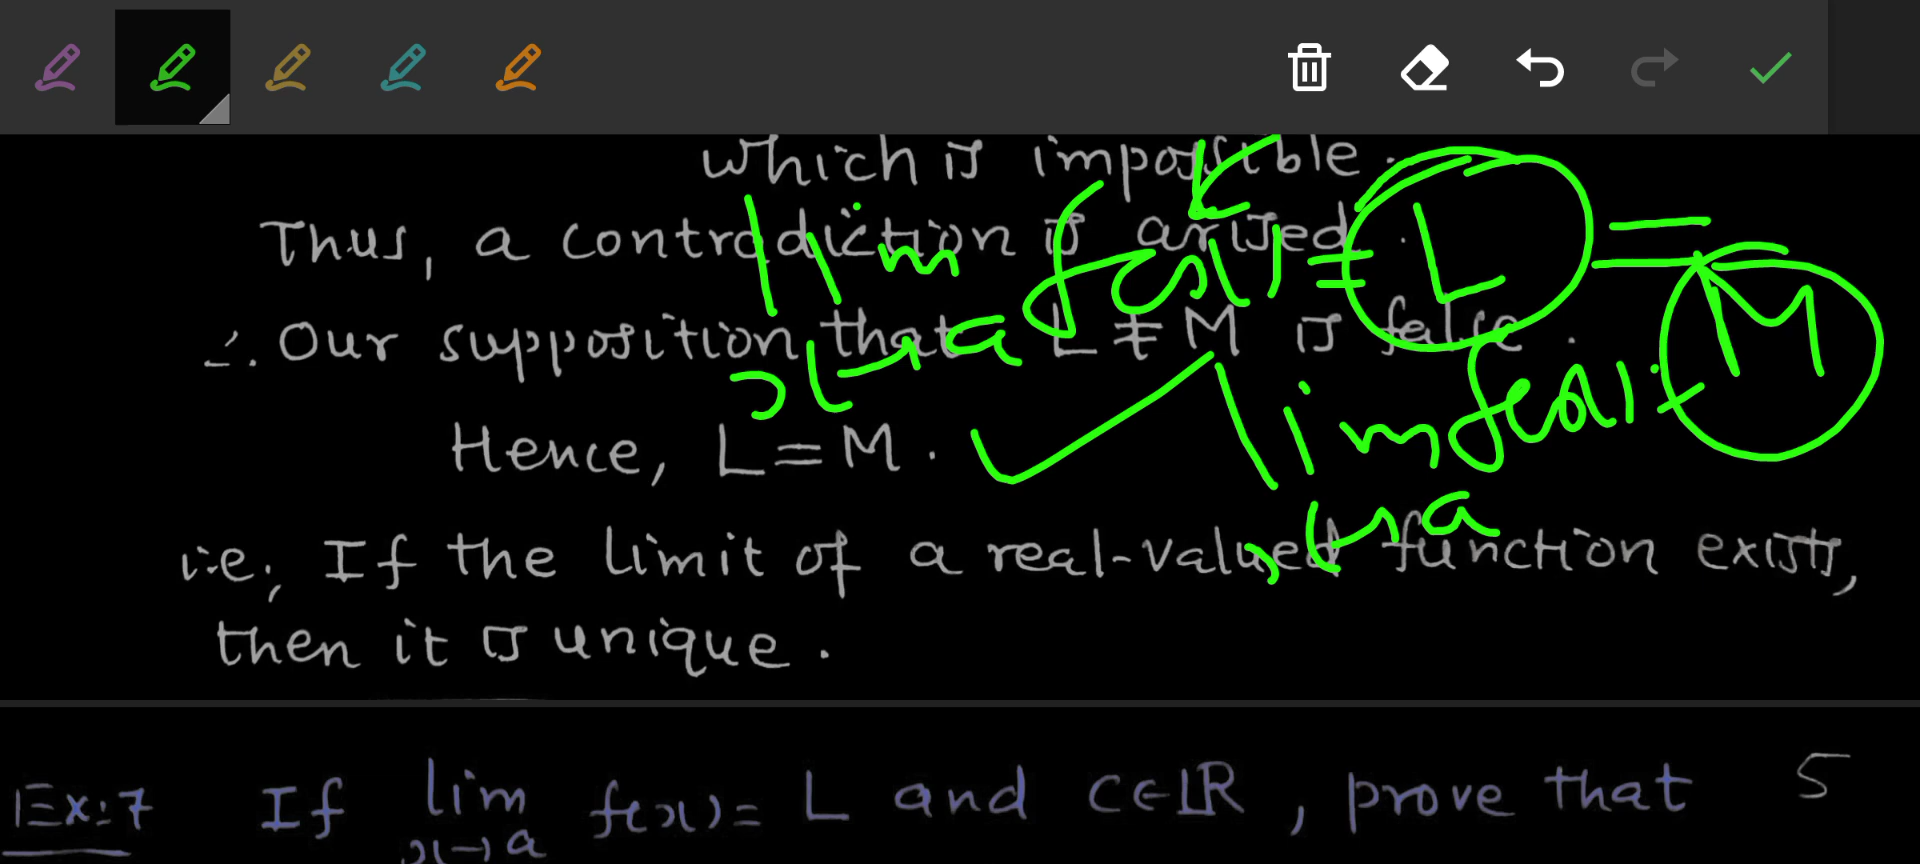 which is impossible.
Thus, a contradiction is arised.
lim f(x) = L =
x→a
∴ Our supposition that L ≠ M is false.
lim f(x) = M
x→a
Hence, L = M.
i.e., If the limit of a real-valued function exists,
then it is unique.
5
Ex:7 If lim f(x) = L and C∈ℝ, prove that
x→a